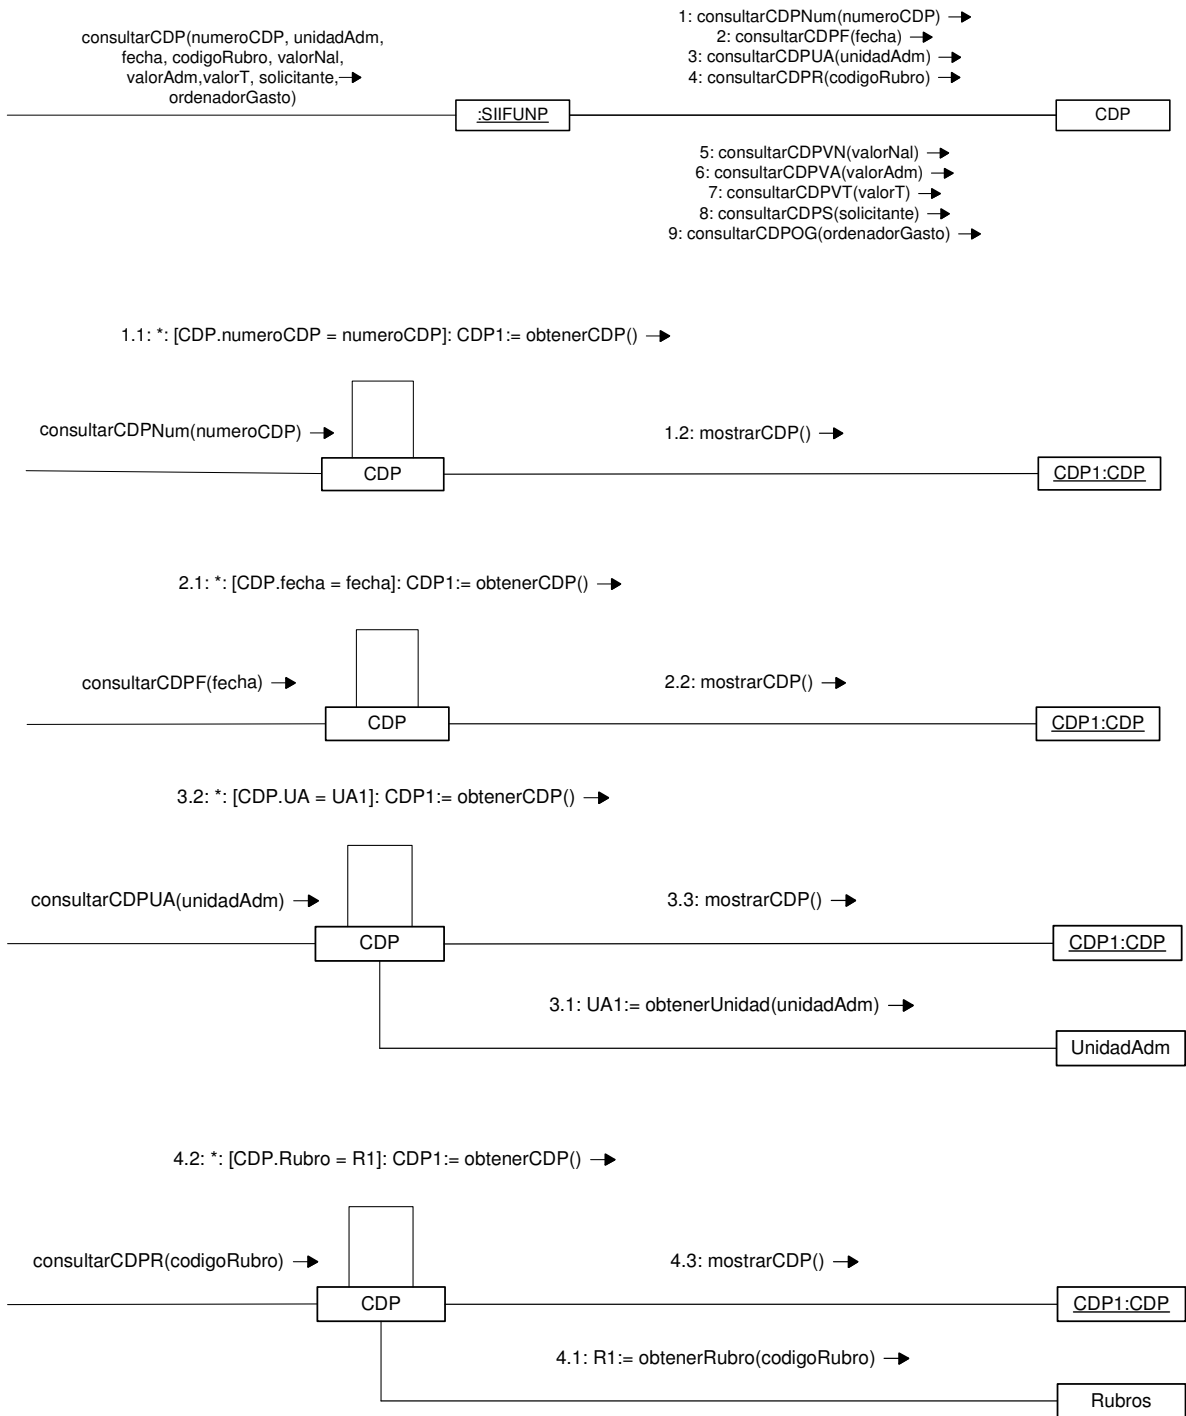 consultarCDP(numeroCDP, unidadAdm,
fecha, codigoRubro, valorNal,
valorAdm,valorT, solicitante,
ordenadorGasto)
:SIIFUNP
1: consultarCDPNum(numeroCDP)
2: consultarCDPF(fecha)
3: consultarCDPUA(unidadAdm)
4: consultarCDPR(codigoRubro)
CDP
5: consultarCDPVN(valorNal)
6: consultarCDPVA(valorAdm)
7: consultarCDPVT(valorT)
8: consultarCDPS(solicitante)
9: consultarCDPOG(ordenadorGasto)
1.1: *: [CDP.numeroCDP = numeroCDP]: CDP1:= obtenerCDP()
consultarCDPNum(numeroCDP)
1.2: mostrarCDP()
CDP
CDP1:CDP
2.1: *: [CDP.fecha = fecha]: CDP1:= obtenerCDP()
consultarCDPF(fecha)
2.2: mostrarCDP()
CDP
CDP1:CDP
3.2: *: [CDP.UA = UA1]: CDP1:= obtenerCDP()
consultarCDPUA(unidadAdm)
3.3: mostrarCDP()
CDP
CDP1:CDP
3.1: UA1:= obtenerUnidad(unidadAdm)
UnidadAdm
4.2: *: [CDP.Rubro = R1]: CDP1:= obtenerCDP()
consultarCDPR(codigoRubro)
4.3: mostrarCDP()
CDP
CDP1:CDP
4.1: R1:= obtenerRubro(codigoRubro)
Rubros